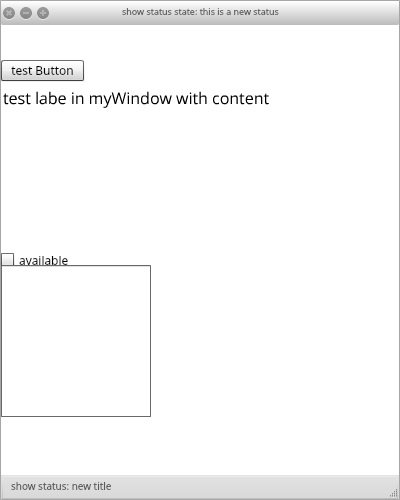 show status state: this is a new status
test Button
test labe in myWindow with content
available
show status: new title